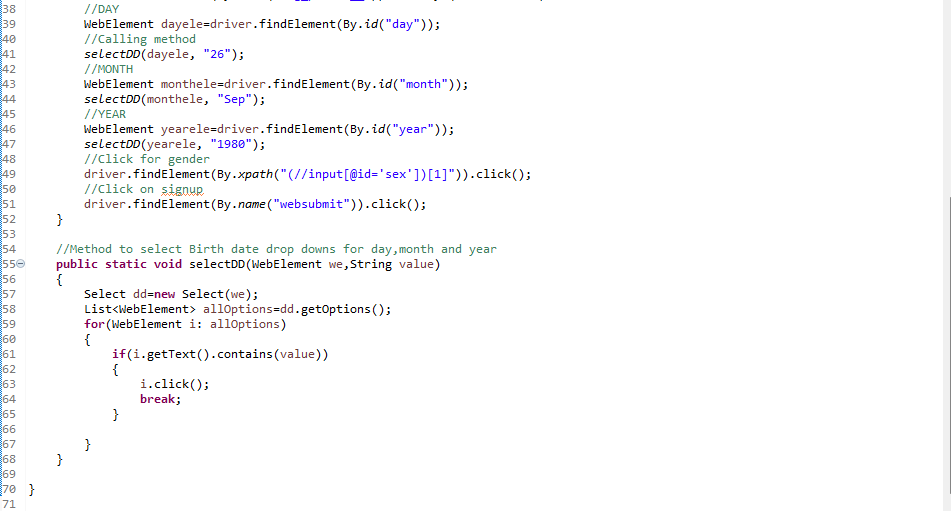 38 //DAY
39 WebElement dayele=driver.findElement(By.id("day"));
40 //Calling method
41 selectDD(dayele, "26");
42 //MONTH
43 WebElement monthele=driver.findElement(By.id("month"));
44 selectDD(monthele, "Sep");
45 //YEAR
46 WebElement yearele=driver.findElement(By.id("year"));
47 selectDD(yearele, "1980");
48 //Click for gender
49 driver.findElement(By.xpath("(//input[@id='sex'])[1]")).click();
50 //Click on signup
51 driver.findElement(By.name("websubmit")).click();
52 }
53
54 //Method to select Birth date drop downs for day,month and year
55 public static void selectDD(WebElement we,String value)
56 {
57 Select dd=new Select(we);
58 List<WebElement> allOptions=dd.getOptions();
59 for(WebElement i: allOptions)
60 {
61 if(i.getText().contains(value))
62 {
63 i.click();
64 break;
65 }
66
67 }
68 }
69
70 }
71